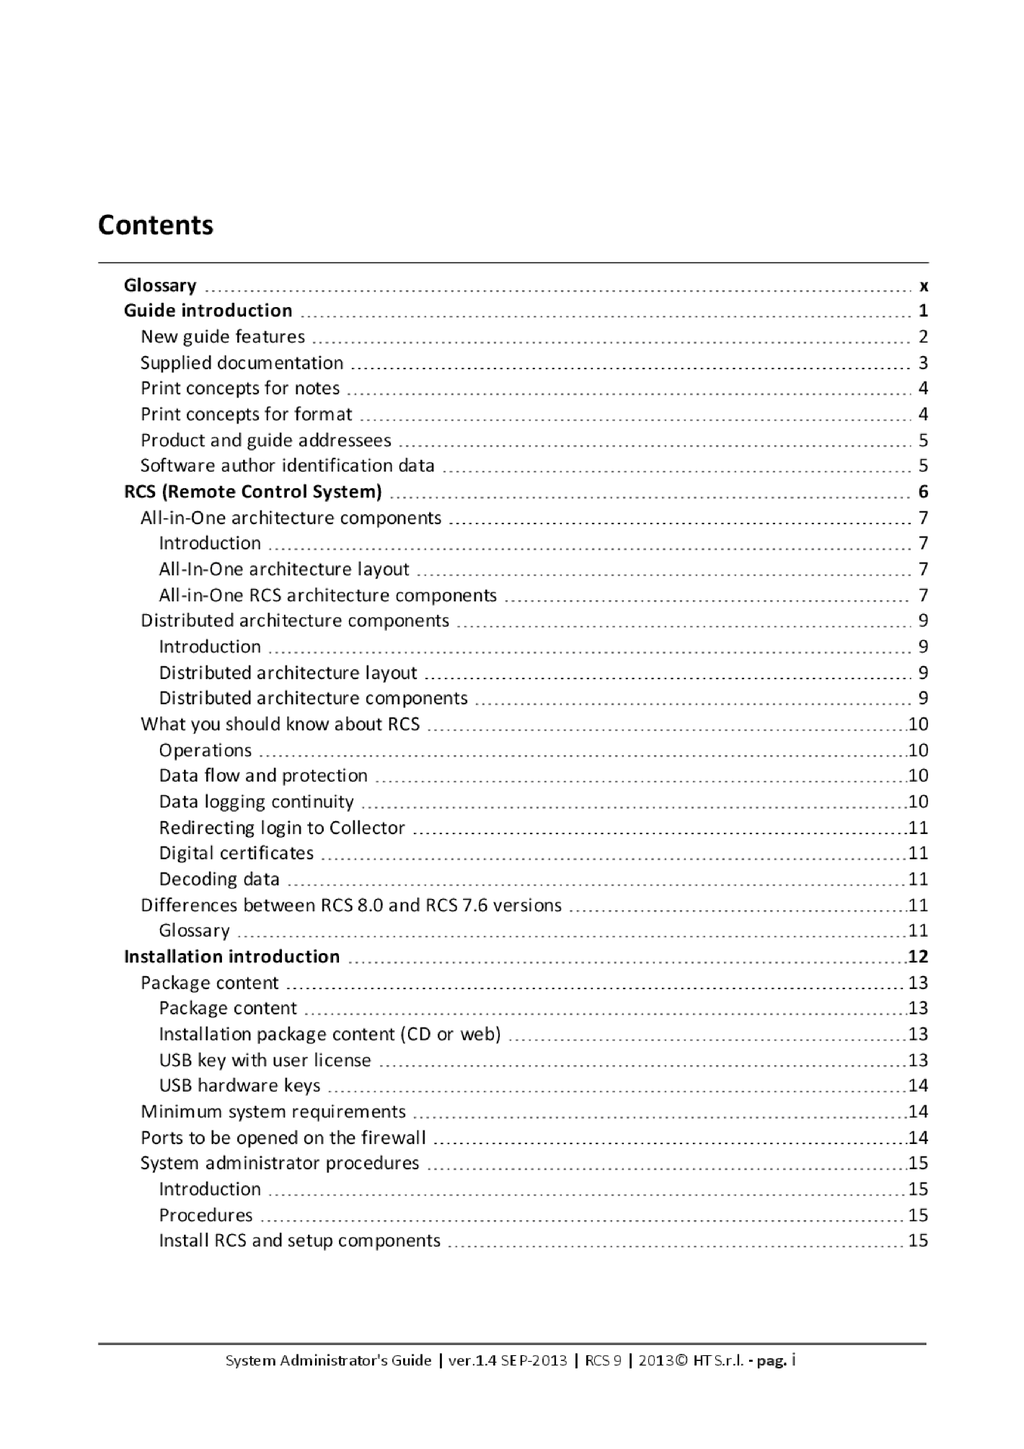 Contents
Glossary x
Guide introduction 1
New guide features 2
Supplied documentation 3
Print concepts for notes 4
Print concepts for format 4
Product and guide addressees 5
Software author identification data 5
RCS (Remote Control System) 6
All-in-One architecture components 7
Introduction 7
All-In-One architecture layout 7
All-in-One RCS architecture components 7
Distributed architecture components 9
Introduction 9
Distributed architecture layout 9
Distributed architecture components 9
What you should know about RCS 10
Operations 10
Data flow and protection 10
Data logging continuity 10
Redirecting login to Collector 11
Digital certificates 11
Decoding data 11
Differences between RCS 8.0 and RCS 7.6 versions 11
Glossary 11
Installation introduction 12
Package content 13
Package content 13
Installation package content (CD or web) 13
USB key with user license 13
USB hardware keys 14
Minimum system requirements 14
Ports to be opened on the firewall 14
System administrator procedures 15
Introduction 15
Procedures 15
Install RCS and setup components 15
System Administrator's Guide | ver.1.4 SEP-2013 | RCS 9 | 2013© HT S.r.l. - pag. i